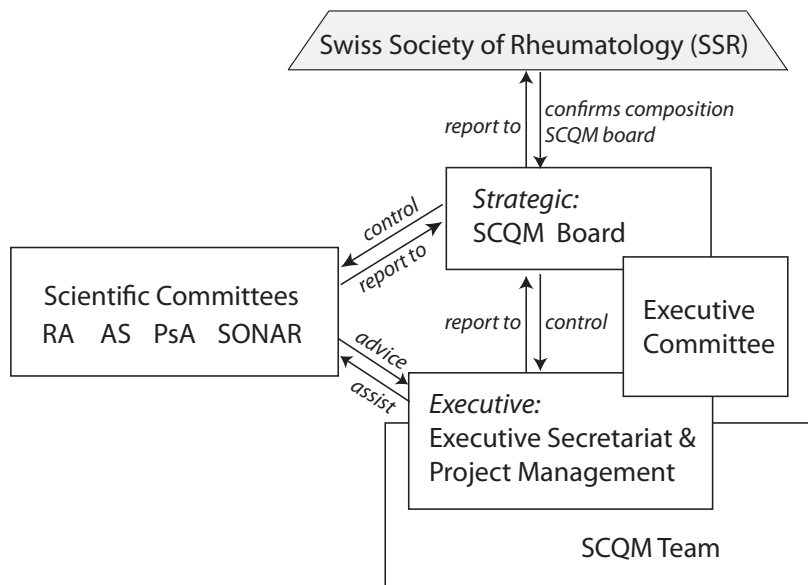 Swiss Society of Rheumatology (SSR)
report to
confirms composition
SCQM board
Strategic:
SCQM Board
control
report to
Scientific Committees
RA AS PsA SONAR
report to
control
Executive
Committee
advice
assist
Executive:
Executive Secretariat &
Project Management
SCQM Team